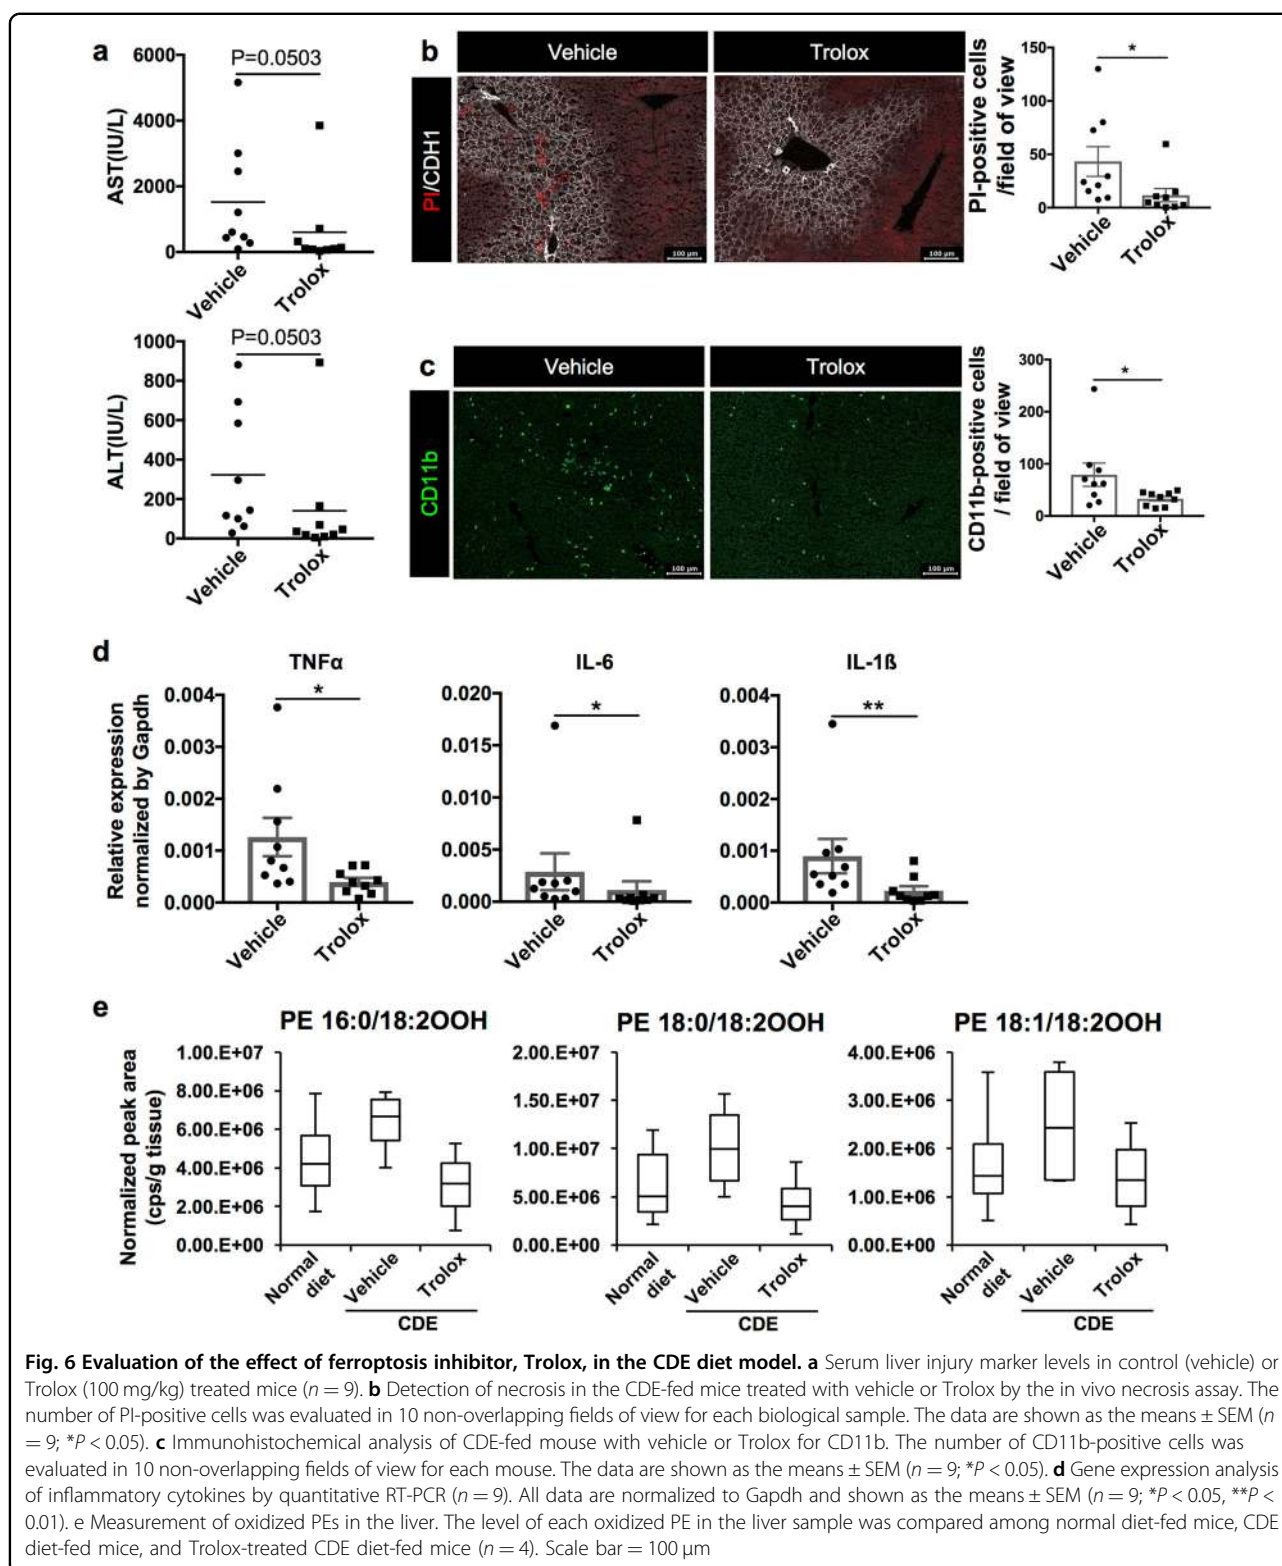 a
6000
4000
2000
0
AST(IU/L)
P=0.0503
Vehicle
Trolox
1000
800
600
400
200
0
ALT(IU/L)
P=0.0503
Vehicle
Trolox
b
Vehicle
Trolox
PI/CDH1
100 µm
100 µm
PI-positive cells
/field of view
150
100
50
0
*
Vehicle
Trolox
c
Vehicle
Trolox
CD11b
100 µm
100 µm
CD11b-positive cells
/ field of view
300
200
100
0
*
Vehicle
Trolox
d
Relative expression
normalized by Gapdh
TNFα
0.004
0.003
0.002
0.001
0.000
*
Vehicle
Trolox
IL-6
0.020
0.015
0.010
0.005
0.000
*
Vehicle
Trolox
IL-1ß
0.004
0.003
0.002
0.001
0.000
**
Vehicle
Trolox
e
Normalized peak area
(cps/g tissue)
PE 16:0/18:2OOH
1.00.E+07
8.00.E+06
6.00.E+06
4.00.E+06
2.00.E+06
0.00.E+00
Normal
diet
Vehicle
Trolox
CDE
PE 18:0/18:2OOH
2.00.E+07
1.50.E+07
1.00.E+07
5.00.E+06
0.00.E+00
Normal
diet
Vehicle
Trolox
CDE
PE 18:1/18:2OOH
4.00.E+06
3.00.E+06
2.00.E+06
1.00.E+06
0.00.E+00
Normal
diet
Vehicle
Trolox
CDE
Fig. 6 Evaluation of the effect of ferroptosis inhibitor, Trolox, in the CDE diet model. a Serum liver injury marker levels in control (vehicle) or
Trolox (100 mg/kg) treated mice (n = 9). b Detection of necrosis in the CDE-fed mice treated with vehicle or Trolox by the in vivo necrosis assay. The
number of PI-positive cells was evaluated in 10 non-overlapping fields of view for each biological sample. The data are shown as the means ± SEM (n
= 9; *P < 0.05). c Immunohistochemical analysis of CDE-fed mouse with vehicle or Trolox for CD11b. The number of CD11b-positive cells was
evaluated in 10 non-overlapping fields of view for each mouse. The data are shown as the means ± SEM (n = 9; *P < 0.05). d Gene expression analysis
of inflammatory cytokines by quantitative RT-PCR (n = 9). All data are normalized to Gapdh and shown as the means ± SEM (n = 9; *P < 0.05, **P <
0.01). e Measurement of oxidized PEs in the liver. The level of each oxidized PE in the liver sample was compared among normal diet-fed mice, CDE
diet-fed mice, and Trolox-treated CDE diet-fed mice (n = 4). Scale bar = 100 µm